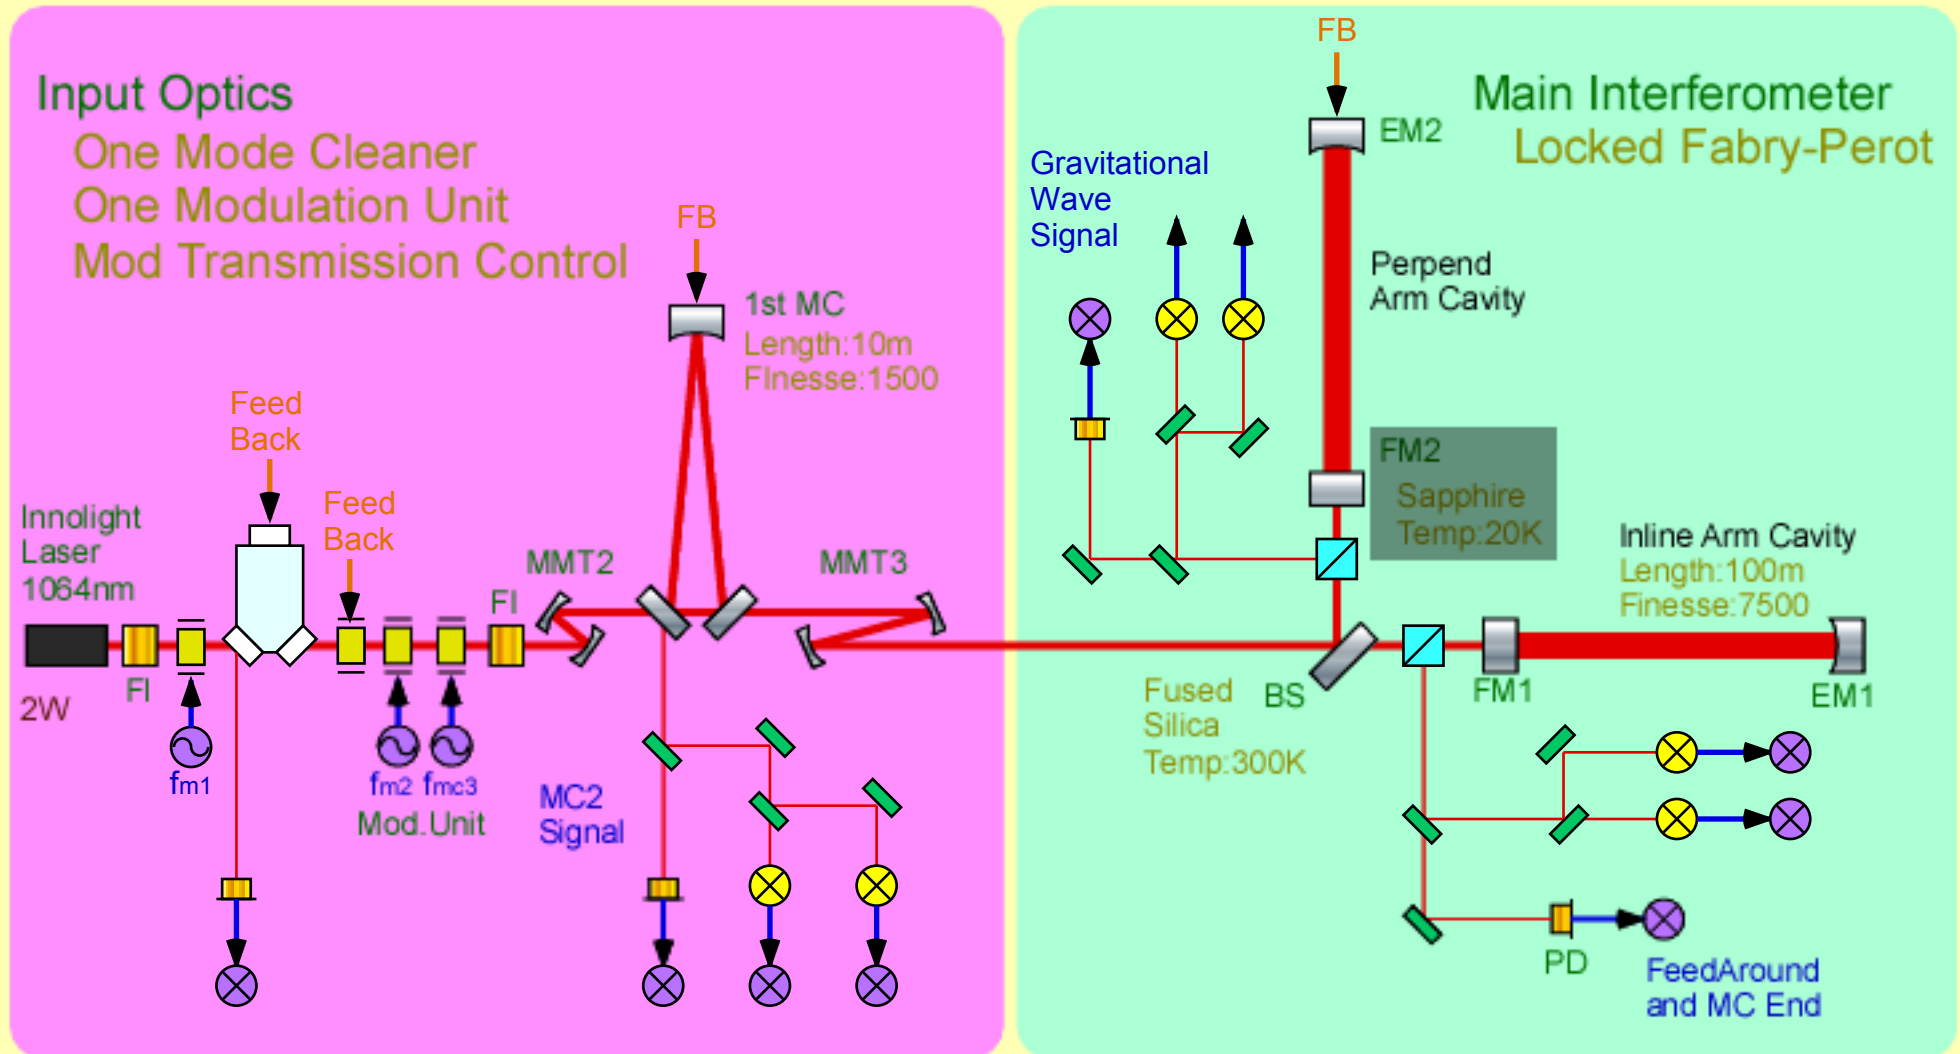 Input Optics
One Mode Cleaner
One Modulation Unit
Mod Transmission Control
FB
1st MC
Length:10m
FInesse:1500
Feed
Back
Feed
Back
Innolight
Laser
1064nm
2W
FI
fm1
fm2
fmc3
Mod.Unit
FI
MMT2
MMT3
MC2
Signal
Main Interferometer
Locked Fabry-Perot
FB
EM2
Gravitational
Wave
Signal
Perpend
Arm Cavity
FM2
Sapphire
Temp:20K
Inline Arm Cavity
Length:100m
Finesse:7500
Fused
Silica
Temp:300K
BS
FM1
EM1
PD
FeedAround
and MC End